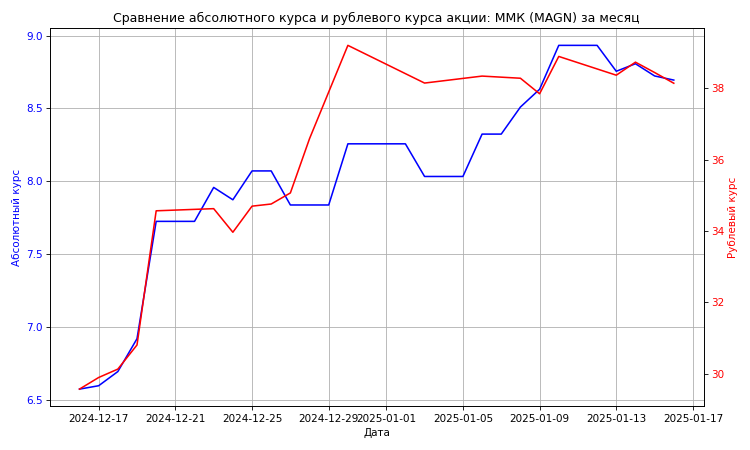 Сравнение абсолютного курса и рублевого курса акции: ММК (MAGN) за месяц
9.0
8.5
8.0
7.5
7.0
6.5
Абсолютный курс
38
36
34
32
30
Рублевый курс
2024-12-17 2024-12-21 2024-12-25 2024-12-29 2025-01-01 2025-01-05 2025-01-09 2025-01-13 2025-01-17
Дата